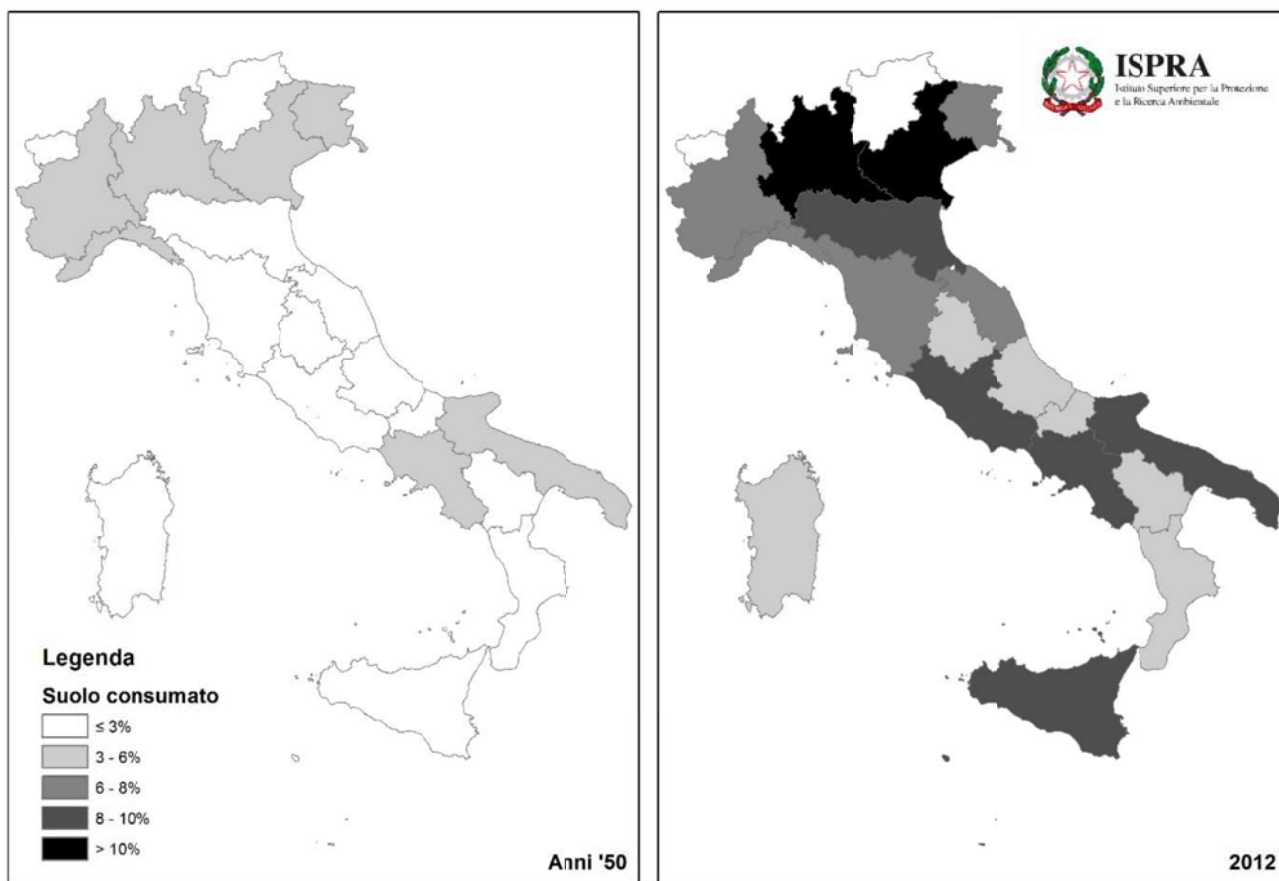 Legenda
Suolo consumato
≤ 3%
3 - 6%
6 - 8%
8 - 10%
> 10%
Anni '50
ISPRA
Istituto Superiore per la Protezione
e la Ricerca Ambientale
2012